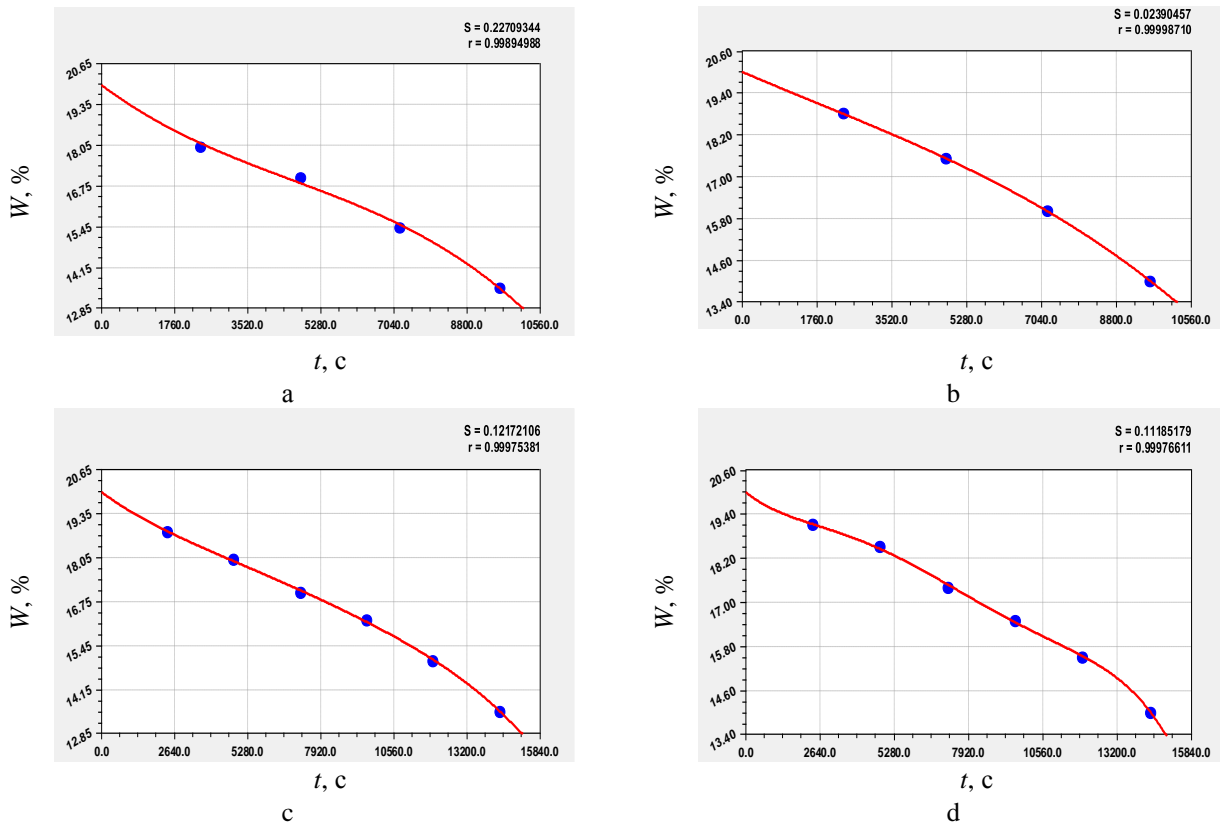 S = 0.22709344
r = 0.99894988
20.65
19.35
18.05
16.75
15.45
14.15
12.85
0.0 1760.0 3520.0 5280.0 7040.0 8800.0 10560.0
W, %
t, c
a
S = 0.02390457
r = 0.99998710
20.60
19.40
18.20
17.00
15.80
14.60
13.40
0.0 1760.0 3520.0 5280.0 7040.0 8800.0 10560.0
W, %
t, c
b
S = 0.12172106
r = 0.99975381
20.65
19.35
18.05
16.75
15.45
14.15
12.85
0.0 2640.0 5280.0 7920.0 10560.0 13200.0 15840.0
W, %
t, c
c
S = 0.11185179
r = 0.99976611
20.60
19.40
18.20
17.00
15.80
14.60
13.40
0.0 2640.0 5280.0 7920.0 10560.0 13200.0 15840.0
W, %
t, c
d